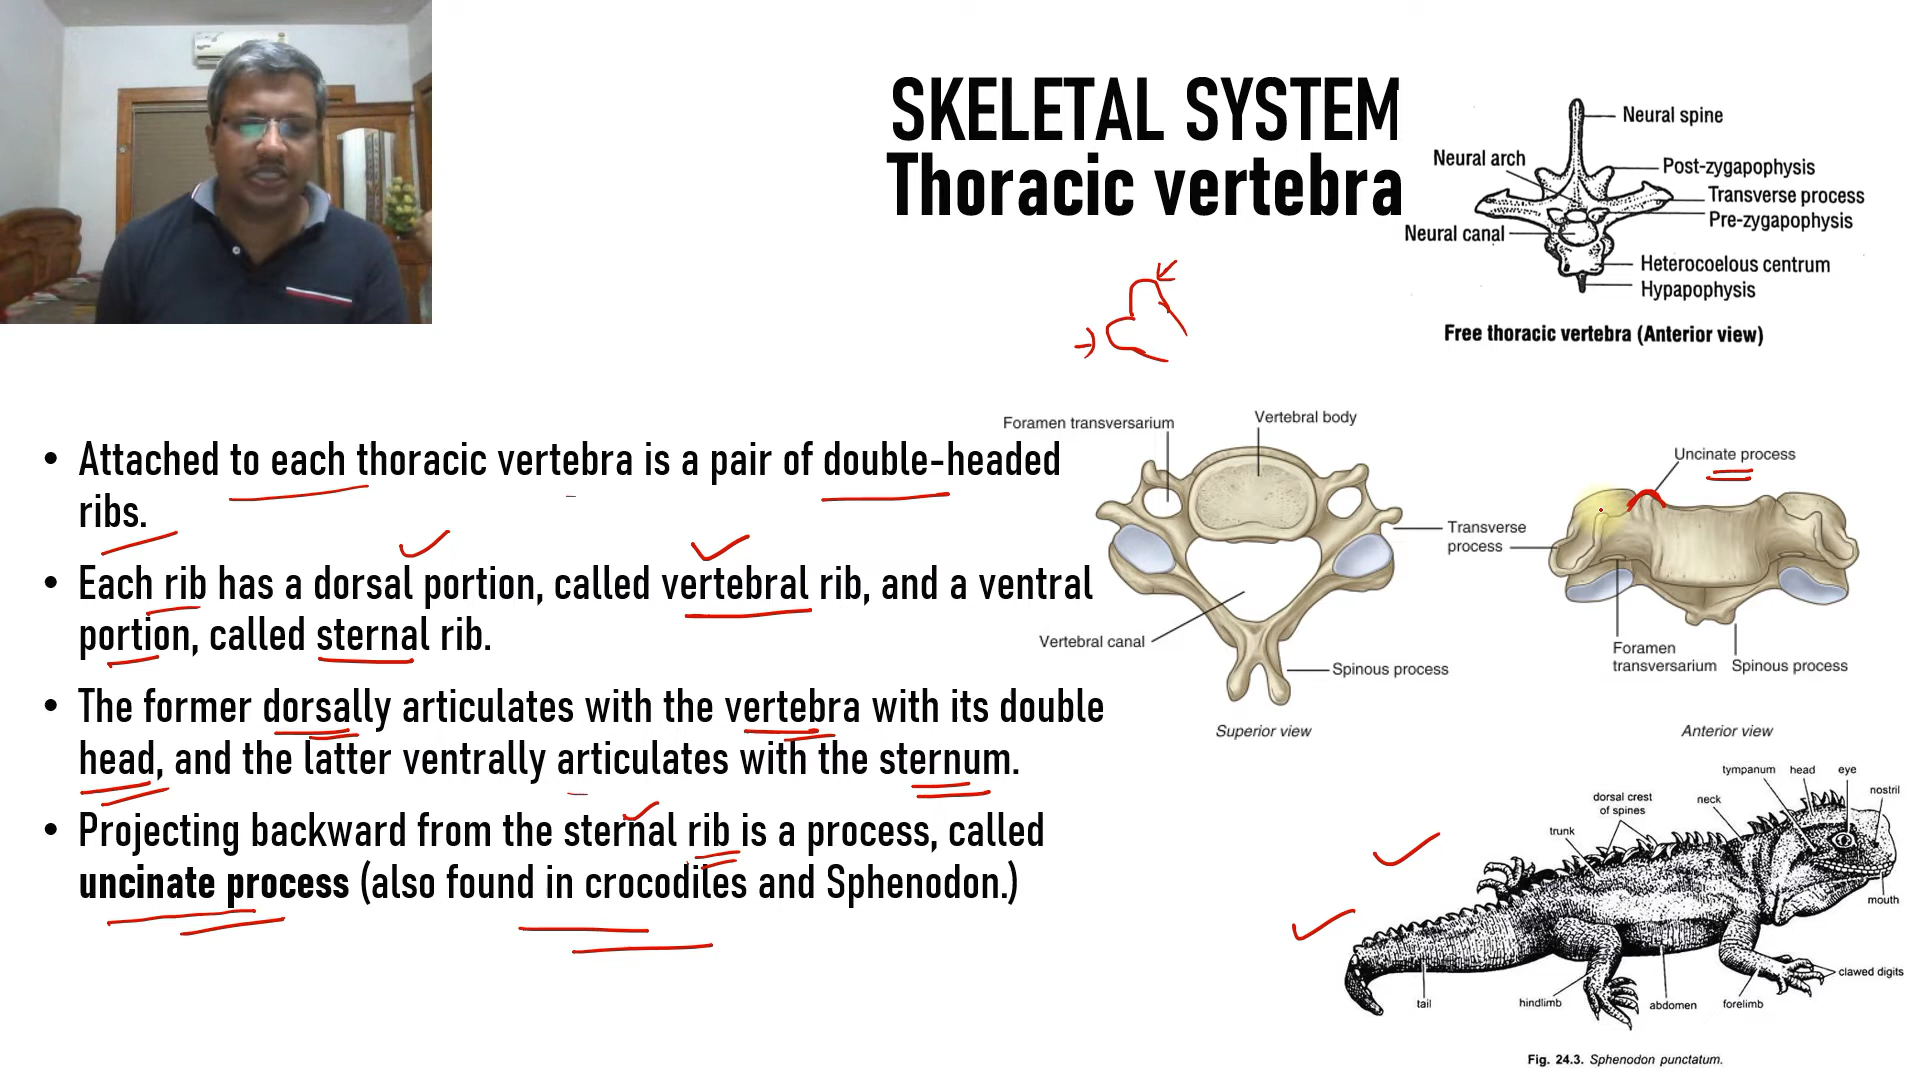 SKELETAL SYSTEM
Thoracic vertebra
Neural spine
Neural arch
Post-zygapophysis
Transverse process
Pre-zygapophysis
Neural canal
Heterocoelous centrum
Hypapophysis
Free thoracic vertebra (Anterior view)
• Attached to each thoracic vertebra is a pair of double-headed
ribs.
• Each rib has a dorsal portion, called vertebral rib, and a ventral
portion, called sternal rib.
• The former dorsally articulates with the vertebra with its double
head, and the latter ventrally articulates with the sternum.
• Projecting backward from the sternal rib is a process, called
uncinate process (also found in crocodiles and Sphenodon.)
Foramen transversarium
Vertebral body
Transverse
process
Vertebral canal
Spinous process
Superior view
Uncinate process
Foramen
transversarium
Spinous process
Anterior view
tympanum
head
eye
nostril
dorsal crest
of spines
neck
trunk
mouth
clawed digits
tail
hindlimb
abdomen
forelimb
Fig. 24.3. Sphenodon punctatum.